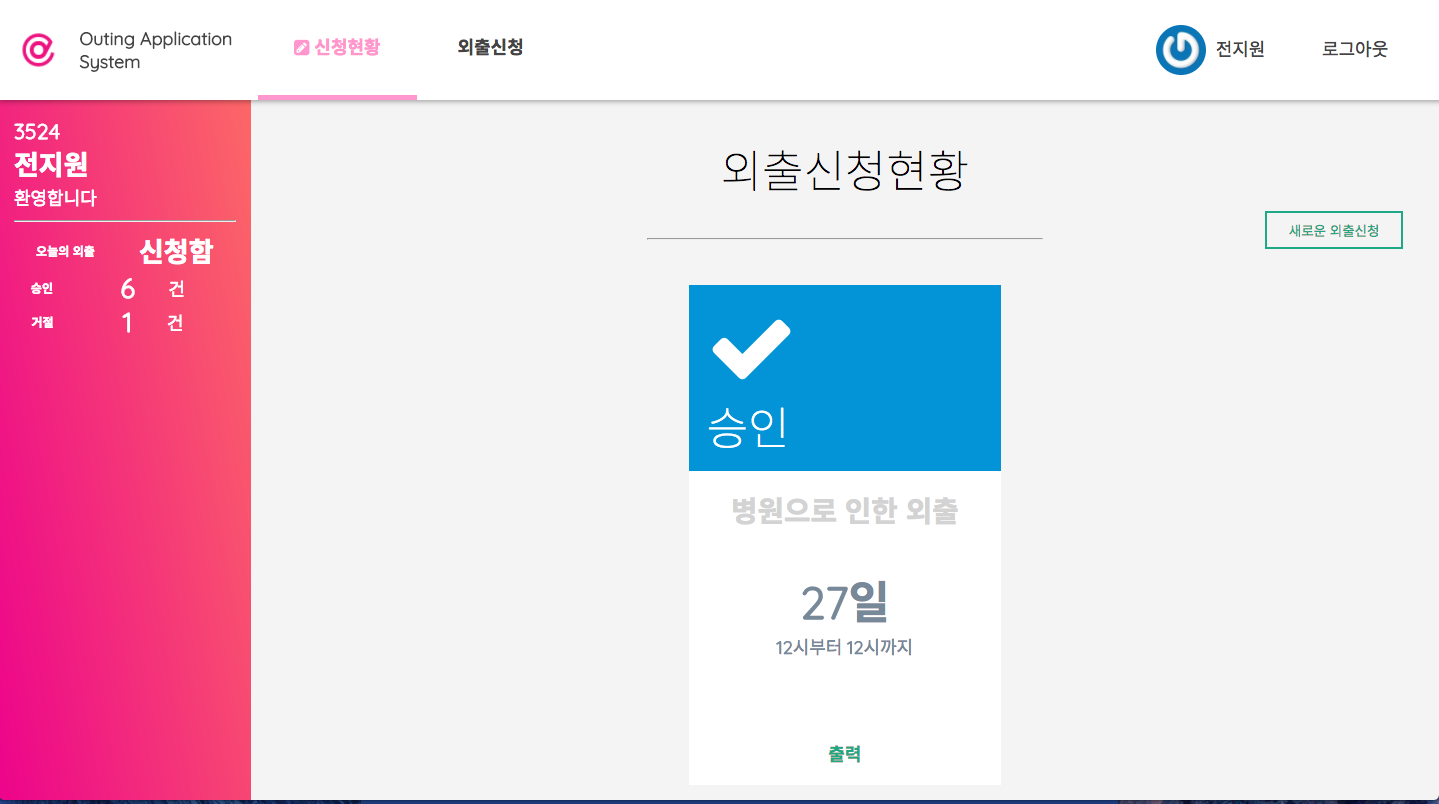 Outing Application
System
신청현황
외출신청
전지원
로그아웃
3524
전지원
환영합니다
오늘의 외출 신청함
승인 6 건
거절 1 건
외출신청현황
새로운 외출신청
승인
병원으로 인한 외출
27일
12시부터 12시까지
출력